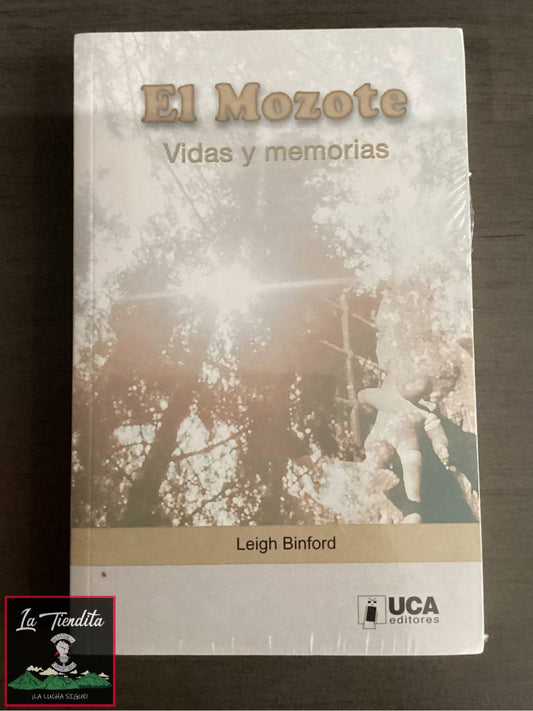 El Mozote
Vidas y memorias
Leigh Binford
UCA
editores
La Tiendita
¡LA LUCHA SIGUE!